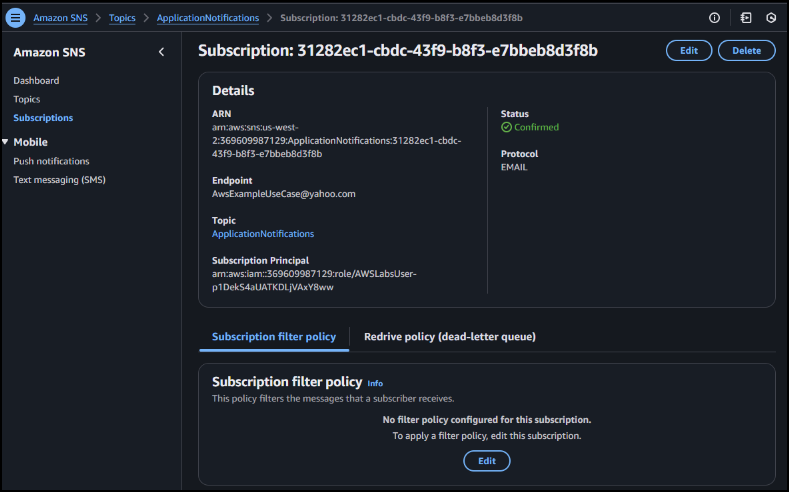 Amazon SNS > Topics > ApplicationNotifications > Subscription: 31282ec1-cbdc-43f9-b8f3-e7bbeb8d3f8b
Amazon SNS
Dashboard
Topics
Subscriptions
Mobile
Push notifications
Text messaging (SMS)
Subscription: 31282ec1-cbdc-43f9-b8f3-e7bbeb8d3f8b
Edit
Delete
Details
ARN
arn:aws:sns:us-west-
2:369609987129:ApplicationNotifications:31282ec1-cbdc-
43f9-b8f3-e7bbeb8d3f8b
Endpoint
AwsExampleUseCase@yahoo.com
Topic
ApplicationNotifications
Subscription Principal
arn:aws:iam::369609987129:role/AWSLabsUser-
p1DekS4aUATKDLjVAxY8ww
Status
Confirmed
Protocol
EMAIL
Subscription filter policy
Redrive policy (dead-letter queue)
Subscription filter policy Info
This policy filters the messages that a subscriber receives.
No filter policy configured for this subscription.
To apply a filter policy, edit this subscription.
Edit